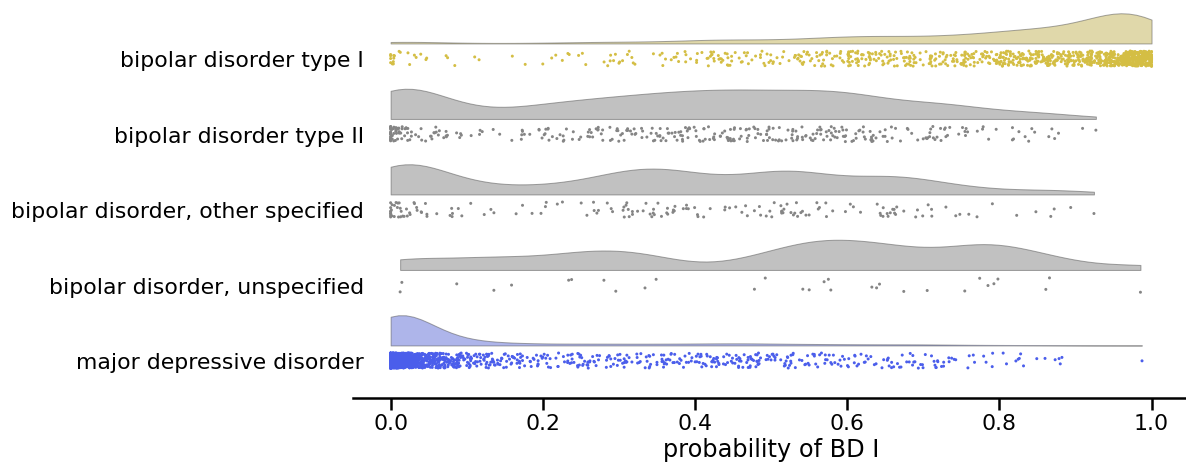 bipolar disorder type I
bipolar disorder type II
bipolar disorder, other specified
bipolar disorder, unspecified
major depressive disorder
0.0 0.2 0.4 0.6 0.8 1.0
probability of BD I